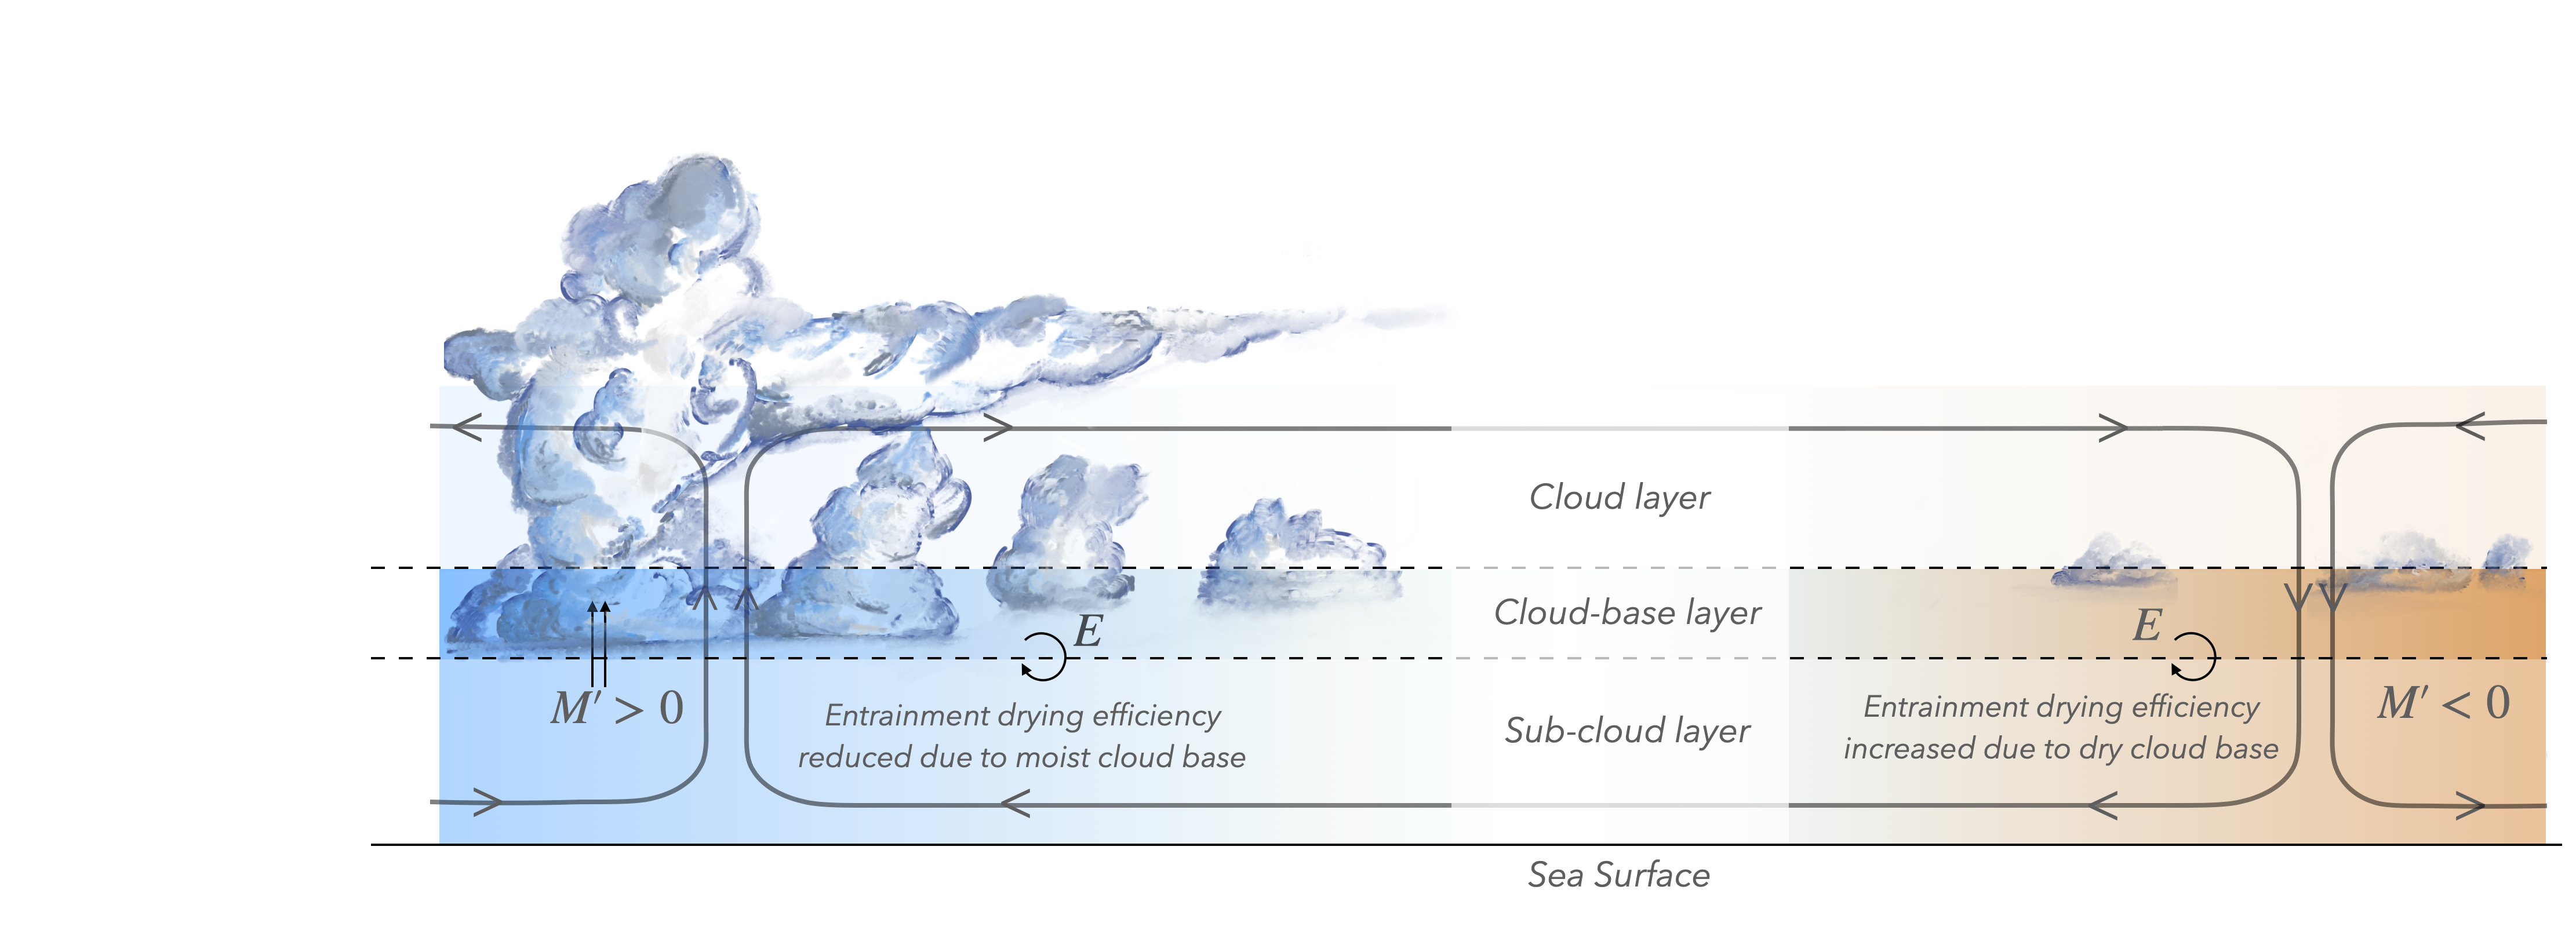 Cloud layer
Cloud-base layer
E
E
M′ > 0
Entrainment drying efficiency
reduced due to moist cloud base
Sub-cloud layer
Entrainment drying efficiency
increased due to dry cloud base
M′ < 0
Sea Surface